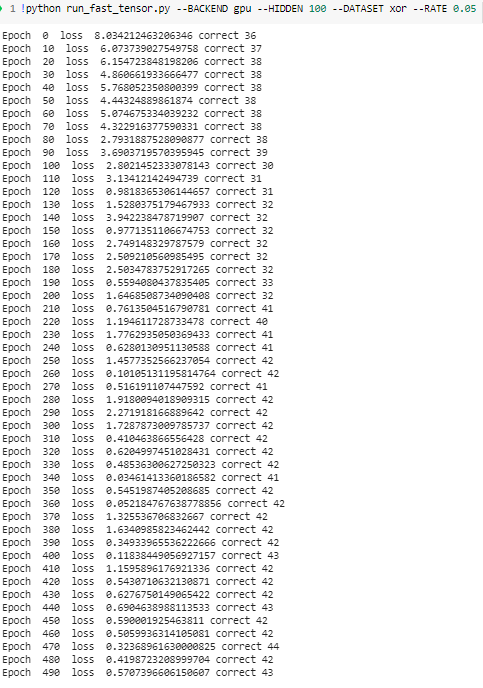 1 !python run_fast_tensor.py --BACKEND gpu --HIDDEN 100 --DATASET xor --RATE 0.05
Epoch 0 loss 8.034212463206346 correct 36
Epoch 10 loss 6.073739027549758 correct 37
Epoch 20 loss 6.154723848198206 correct 38
Epoch 30 loss 4.860661933666477 correct 38
Epoch 40 loss 5.768052350800399 correct 38
Epoch 50 loss 4.44324889861874 correct 38
Epoch 60 loss 5.074675334039232 correct 38
Epoch 70 loss 4.322916377590331 correct 38
Epoch 80 loss 2.7931887528090877 correct 38
Epoch 90 loss 3.6903719570395945 correct 39
Epoch 100 loss 2.8021452333078143 correct 30
Epoch 110 loss 3.13412142494739 correct 31
Epoch 120 loss 0.9818365306144657 correct 31
Epoch 130 loss 1.5280375179467933 correct 32
Epoch 140 loss 3.942238478719907 correct 32
Epoch 150 loss 0.9771351106674753 correct 32
Epoch 160 loss 2.749148329787579 correct 32
Epoch 170 loss 2.509210560985495 correct 32
Epoch 180 loss 2.5034783752917265 correct 32
Epoch 190 loss 0.5594080437835405 correct 33
Epoch 200 loss 1.6468508734090408 correct 32
Epoch 210 loss 0.7613504516790781 correct 41
Epoch 220 loss 1.194611728733478 correct 40
Epoch 230 loss 1.7762935050369433 correct 41
Epoch 240 loss 0.6280130951130588 correct 41
Epoch 250 loss 1.4577352566237054 correct 42
Epoch 260 loss 0.10105131195814764 correct 42
Epoch 270 loss 0.516191107447592 correct 41
Epoch 280 loss 1.9180094018909315 correct 42
Epoch 290 loss 2.271918166889642 correct 42
Epoch 300 loss 1.7287873009785737 correct 42
Epoch 310 loss 0.410463866556428 correct 42
Epoch 320 loss 0.6204997451028431 correct 42
Epoch 330 loss 0.48536300627250323 correct 42
Epoch 340 loss 0.03461413360186582 correct 41
Epoch 350 loss 0.5451987405208685 correct 42
Epoch 360 loss 0.052184767638778856 correct 42
Epoch 370 loss 1.325536706832667 correct 42
Epoch 380 loss 1.6340985823462442 correct 42
Epoch 390 loss 0.34933965536222666 correct 42
Epoch 400 loss 0.11838449056927157 correct 43
Epoch 410 loss 1.1595896176921336 correct 42
Epoch 420 loss 0.5430710632130871 correct 42
Epoch 430 loss 0.6276750149065422 correct 42
Epoch 440 loss 0.6904638988113533 correct 43
Epoch 450 loss 0.590001925463811 correct 42
Epoch 460 loss 0.5059936314105081 correct 42
Epoch 470 loss 0.32368961630000825 correct 44
Epoch 480 loss 0.4198723208999704 correct 42
Epoch 490 loss 0.5707396606150607 correct 43